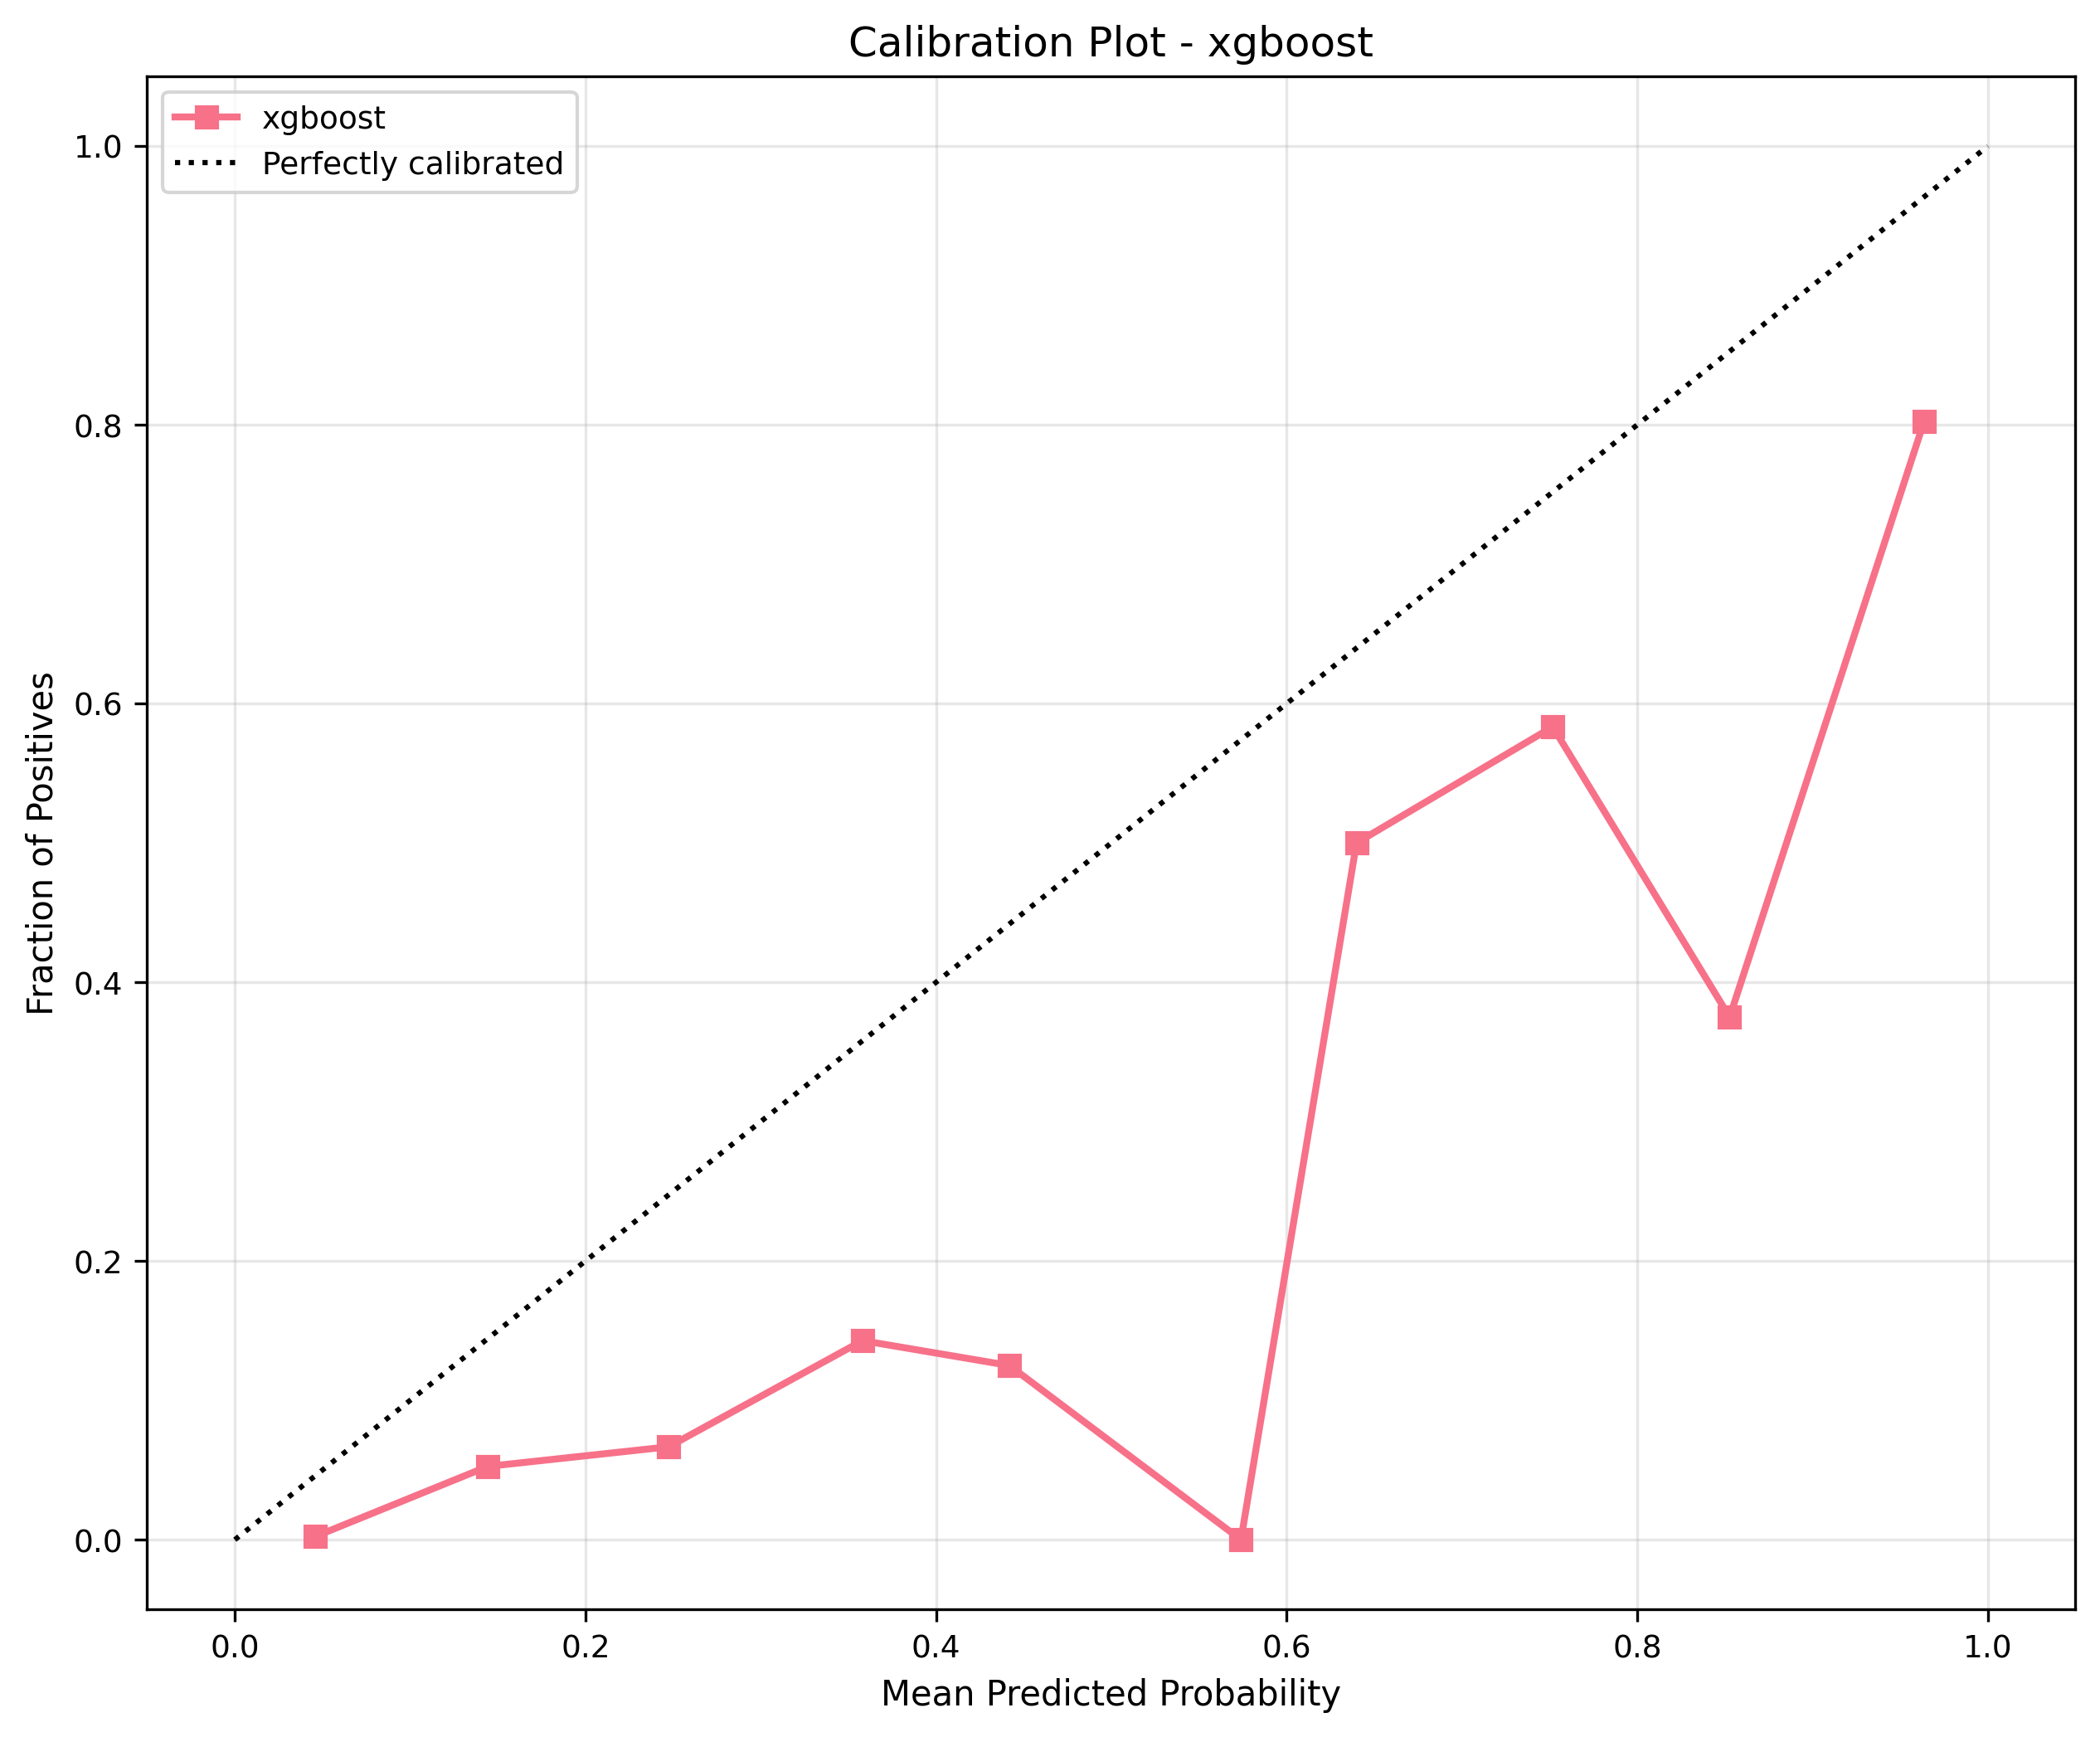 Calibration Plot - xgboost
xgboost
Perfectly calibrated
1.0
0.8
0.6
0.4
0.2
0.0
Fraction of Positives
0.0 0.2 0.4 0.6 0.8 1.0
Mean Predicted Probability